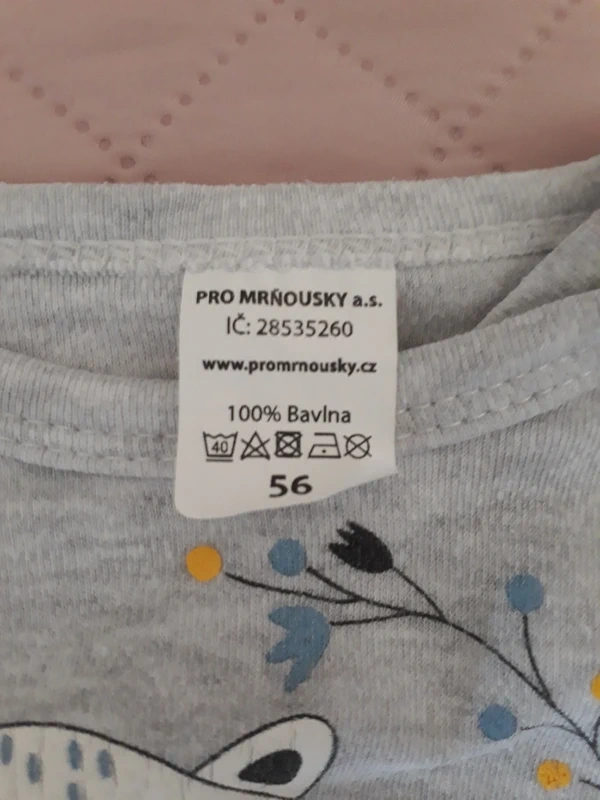 PRO MRŇOUSKY a.s.
IČ: 28535260
www.promrnousky.cz
100% Bavlna
40
56